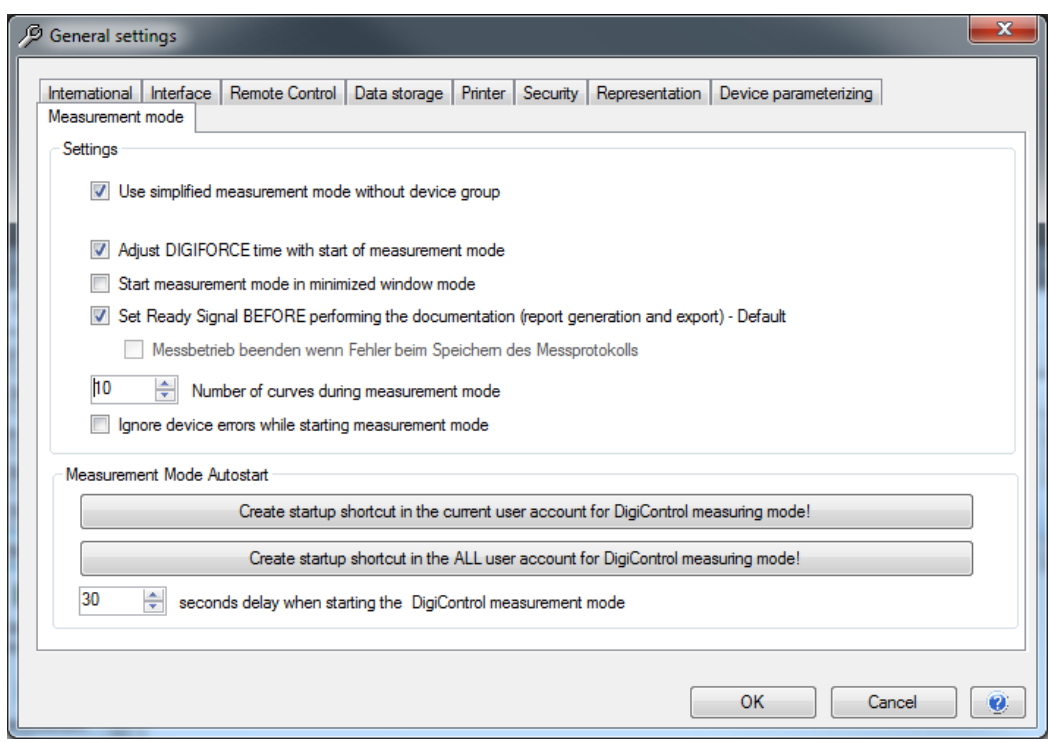 General settings
International Interface Remote Control Data storage Printer Security Representation Device parameterizing
Measurement mode
Settings
Use simplified measurement mode without device group
Adjust DIGIFORCE time with start of measurement mode
Start measurement mode in minimized window mode
Set Ready Signal BEFORE performing the documentation (report generation and export) - Default
Messbetrieb beenden wenn Fehler beim Speichern des Messprotokolls
10 Number of curves during measurement mode
Ignore device errors while starting measurement mode
Measurement Mode Autostart
Create startup shortcut in the current user account for DigiControl measuring mode!
Create startup shortcut in the ALL user account for DigiControl measuring mode!
30 seconds delay when starting the DigiControl measurement mode
OK Cancel ?